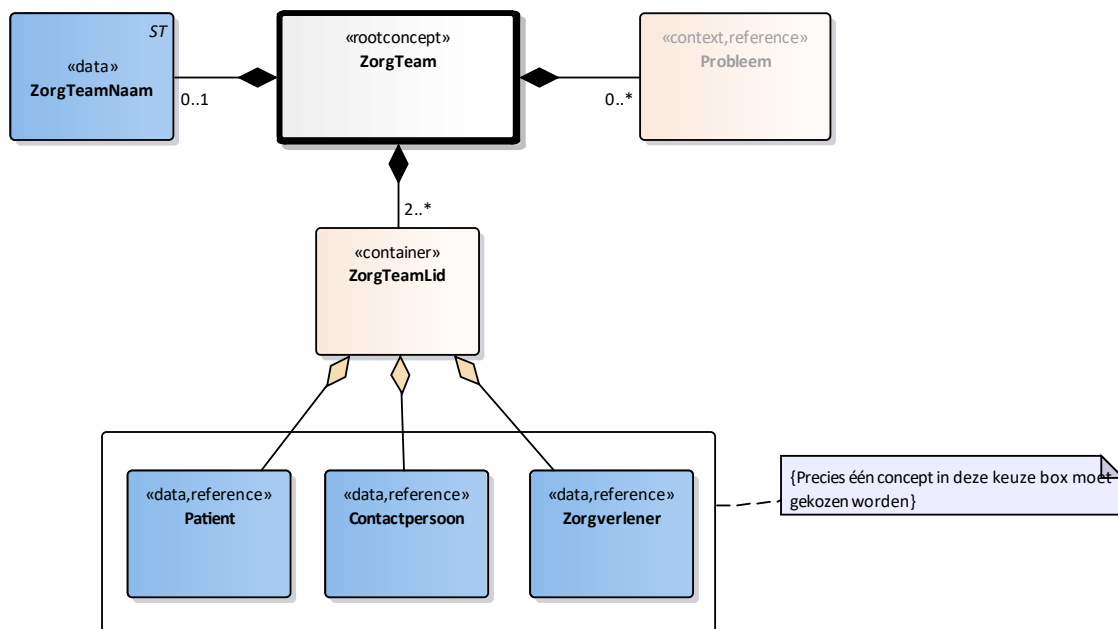 ST
«data»
ZorgTeamNaam
0..1
«rootconcept»
ZorgTeam
«context,reference»
Probleem
0..*
2..*
«container»
ZorgTeamLid
«data,reference»
Patient
«data,reference»
Contactpersoon
«data,reference»
Zorgverlener
{Precies één concept in deze keuze box moet
gekozen worden}